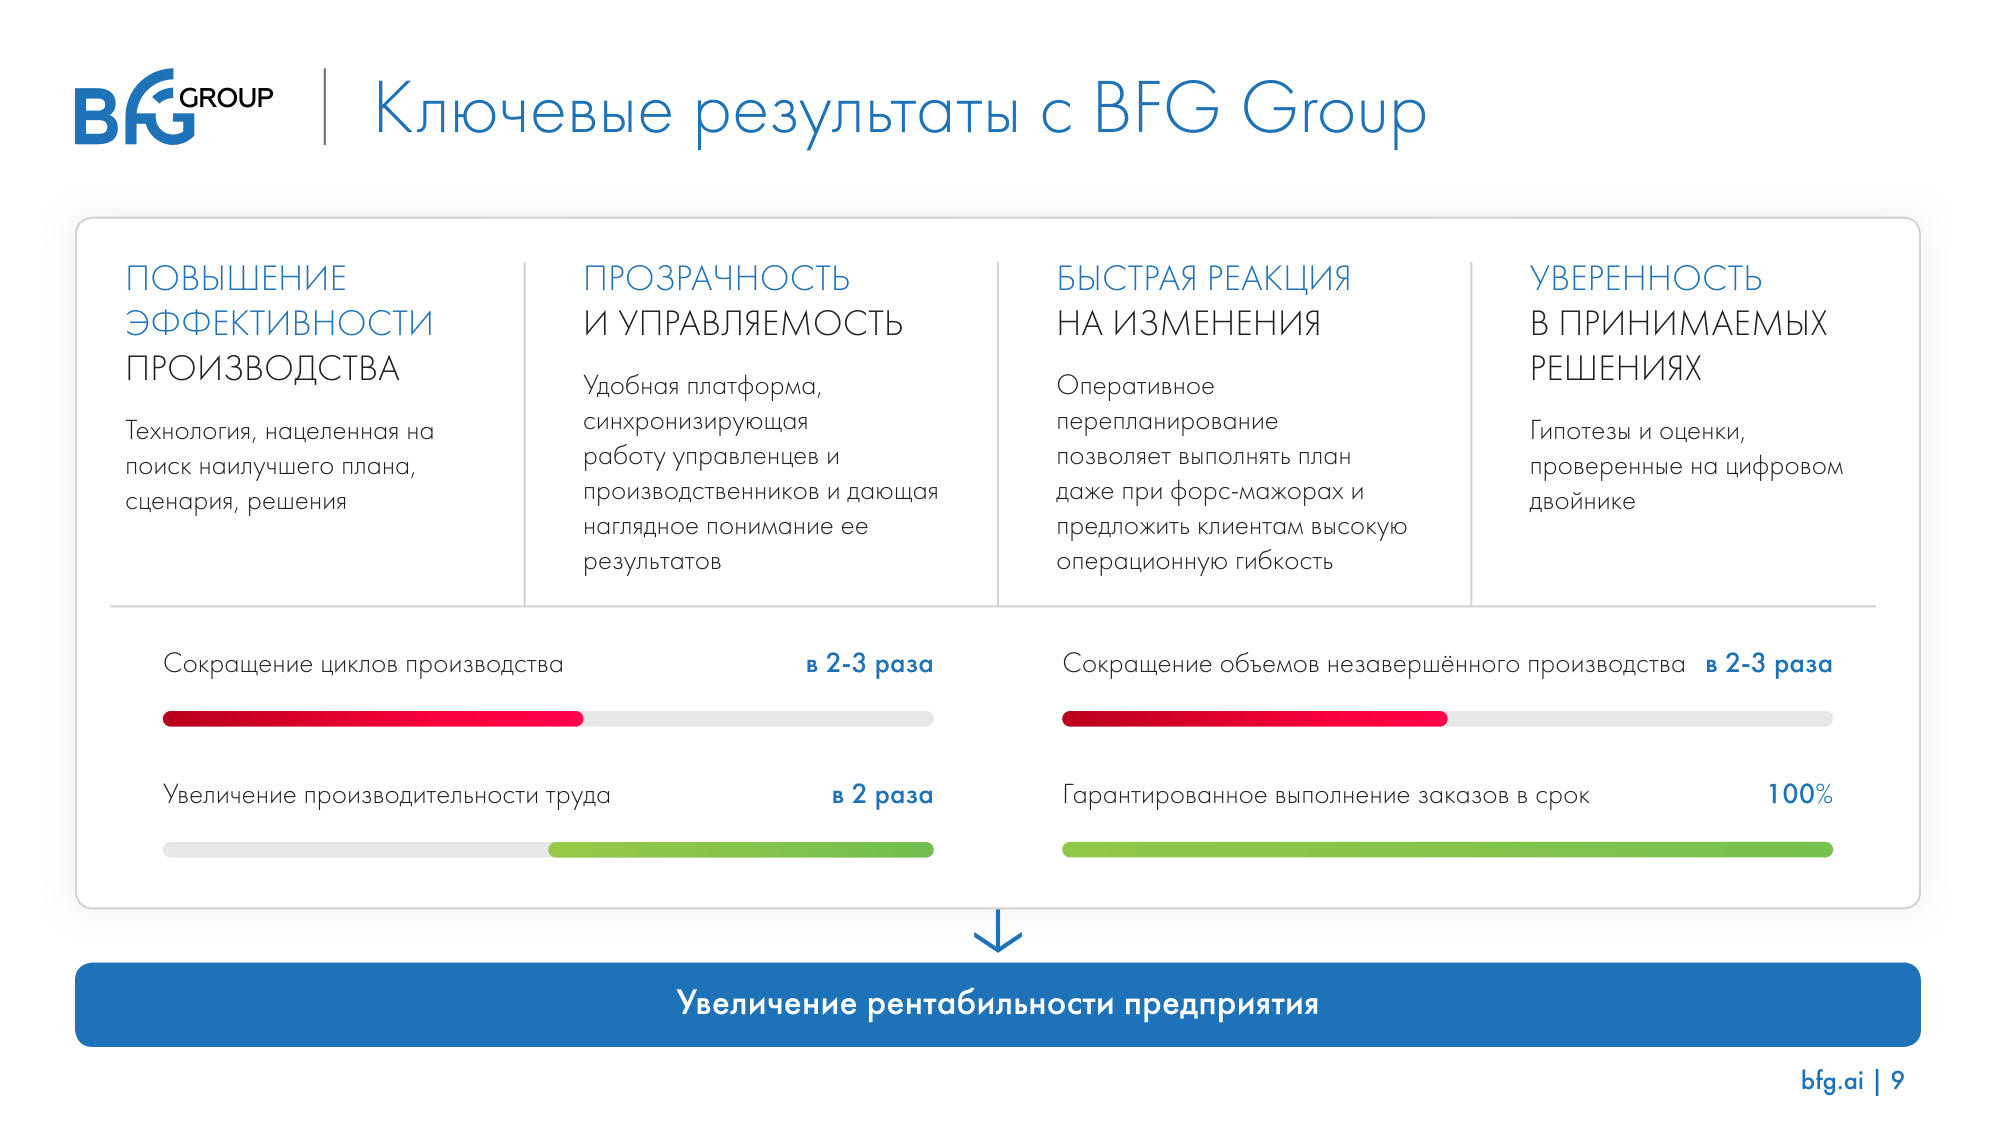 BFG GROUP
Ключевые результаты с BFG Group
ПОВЫШЕНИЕ
ЭФФЕКТИВНОСТИ
ПРОИЗВОДСТВА
Технология, нацеленная на
поиск наилучшего плана,
сценария, решения
ПРОЗРАЧНОСТЬ
И УПРАВЛЯЕМОСТЬ
Удобная платформа,
синхронизирующая
работу управленцев и
производственников и дающая
наглядное понимание ее
результатов
БЫСТРАЯ РЕАКЦИЯ
НА ИЗМЕНЕНИЯ
Оперативное
перепланирование
позволяет выполнять план
даже при форс-мажорах и
предложить клиентам высокую
операционную гибкость
УВЕРЕННОСТЬ
В ПРИНИМАЕМЫХ
РЕШЕНИЯХ
Гипотезы и оценки,
проверенные на цифровом
двойнике
Сокращение циклов производства в 2-3 раза
Сокращение объемов незавершённого производства в 2-3 раза
Увеличение производительности труда в 2 раза
Гарантированное выполнение заказов в срок 100%
Увеличение рентабильности предприятия
bfg.ai | 9